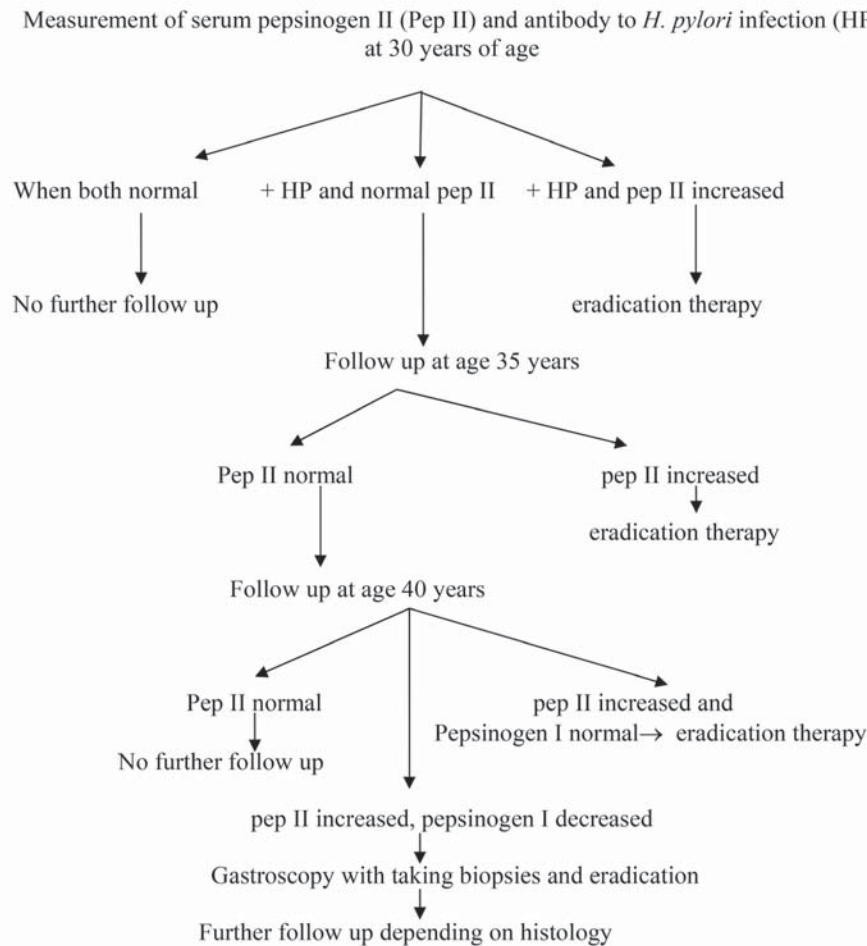 Measurement of serum pepsinogen II (Pep II) and antibody to H. pylori infection (HP
at 30 years of age
When both normal
+ HP and normal pep II
+ HP and pep II increased
No further follow up
eradication therapy
Follow up at age 35 years
Pep II normal
pep II increased
eradication therapy
Follow up at age 40 years
Pep II normal
pep II increased and
Pepsinogen I normal→ eradication therapy
No further follow up
pep II increased, pepsinogen I decreased
Gastroscopy with taking biopsies and eradication
Further follow up depending on histology